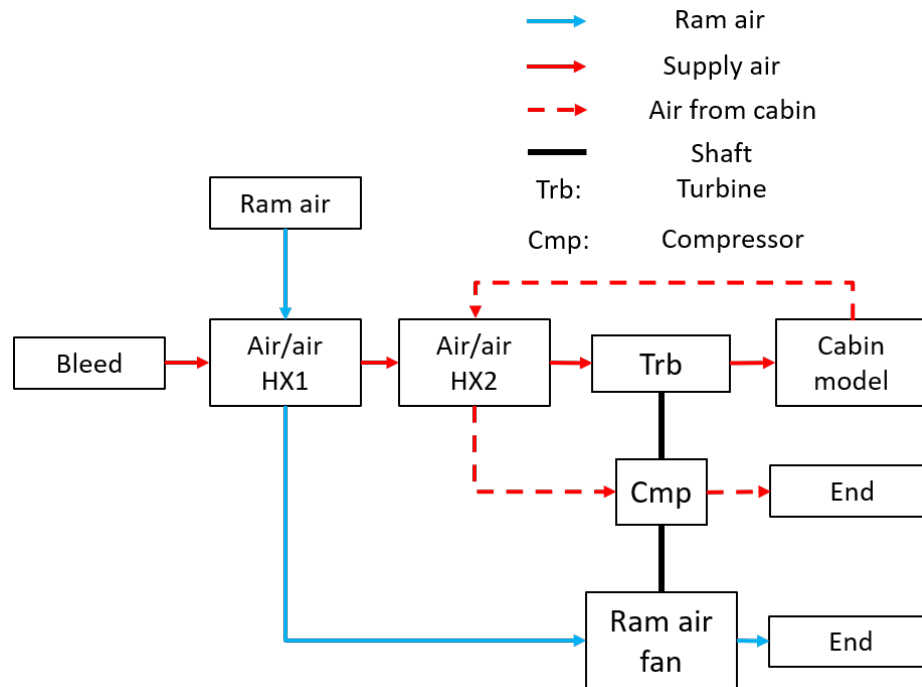 Ram air
Supply air
Air from cabin
Shaft
Trb: Turbine
Cmp: Compressor
Ram air
Bleed
Air/air
HX1
Air/air
HX2
Trb
Cabin
model
Cmp
End
Ram air
fan
End